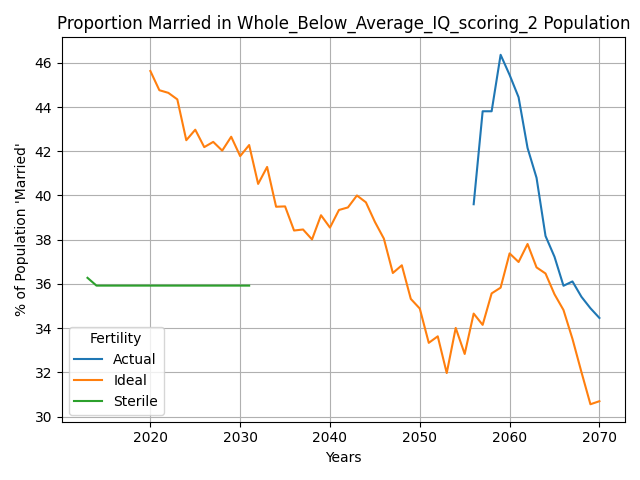 Proportion Married in Whole_Below_Average_IQ_scoring_2 Population
% of Population 'Married'
46
44
42
40
38
36
34
32
30
Fertility
Actual
Ideal
Sterile
2020 2030 2040 2050 2060 2070
Years